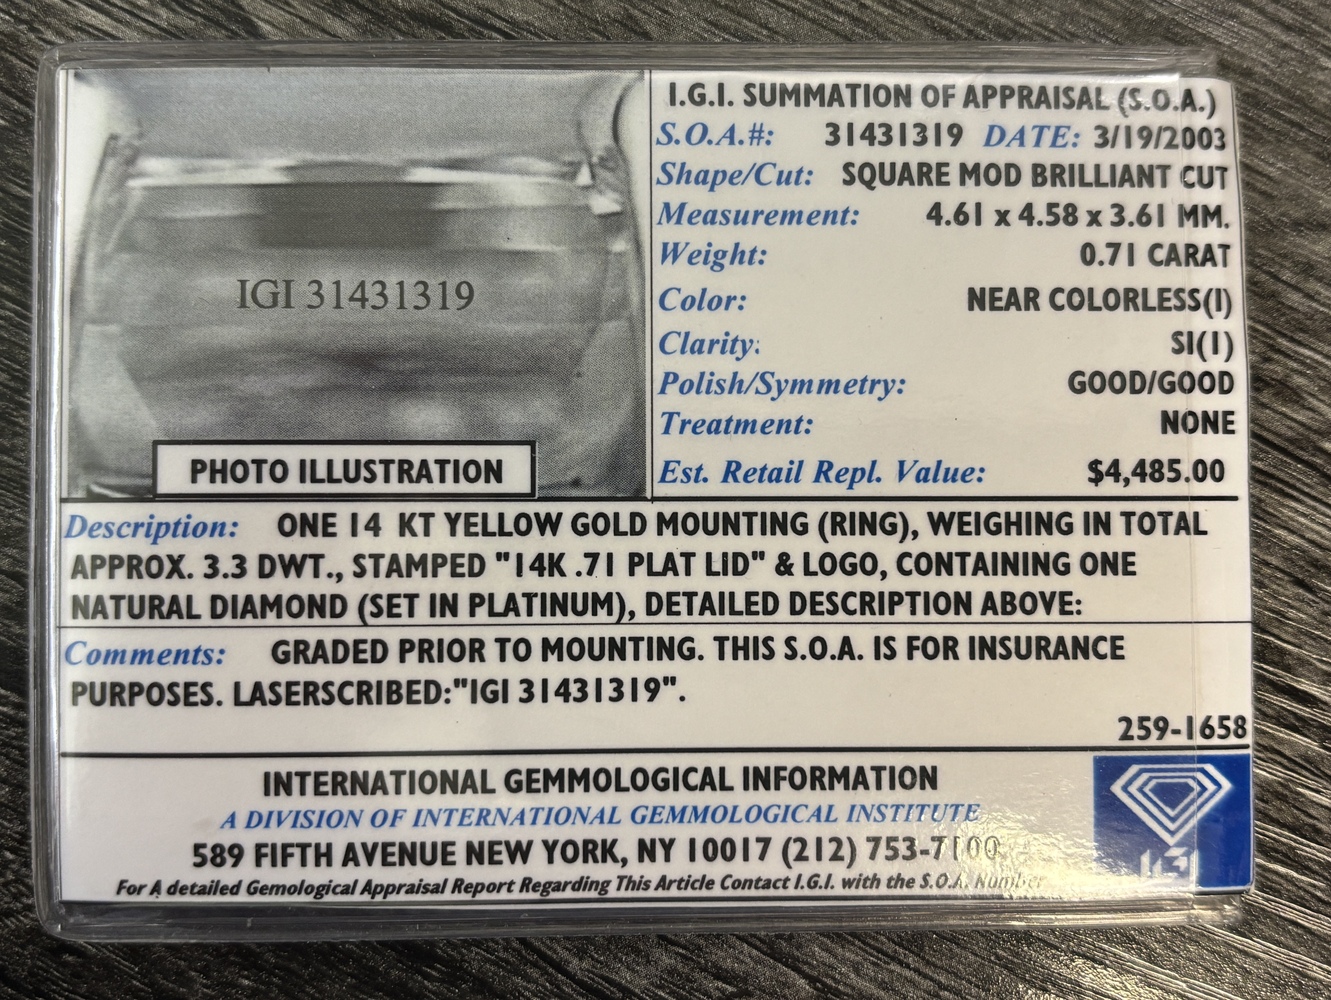 I.G.I. SUMMATION OF APPRAISAL (S.O.A.)
S.O.A.#: 31431319 DATE: 3/19/2003
Shape/Cut: SQUARE MOD BRILLIANT CUT
Measurement: 4.61 x 4.58 x 3.61 MM.
Weight: 0.71 CARAT
Color: NEAR COLORLESS(I)
Clarity: SI(1)
Polish/Symmetry: GOOD/GOOD
Treatment: NONE
Est. Retail Repl. Value: $4,485.00
IGI 31431319
PHOTO ILLUSTRATION
Description: ONE 14 KT YELLOW GOLD MOUNTING (RING), WEIGHING IN TOTAL
APPROX. 3.3 DWT., STAMPED "14K .71 PLAT LID" & LOGO, CONTAINING ONE
NATURAL DIAMOND (SET IN PLATINUM), DETAILED DESCRIPTION ABOVE:
Comments: GRADED PRIOR TO MOUNTING. THIS S.O.A. IS FOR INSURANCE
PURPOSES. LASERSCRIBED:"IGI 31431319".
259-1658
INTERNATIONAL GEMMOLOGICAL INFORMATION
A DIVISION OF INTERNATIONAL GEMMOLOGICAL INSTITUTE
589 FIFTH AVENUE NEW YORK, NY 10017 (212) 753-7100
For A detailed Gemological Appraisal Report Regarding This Article Contact I.G.I. with the S.O.A. Number
IGI